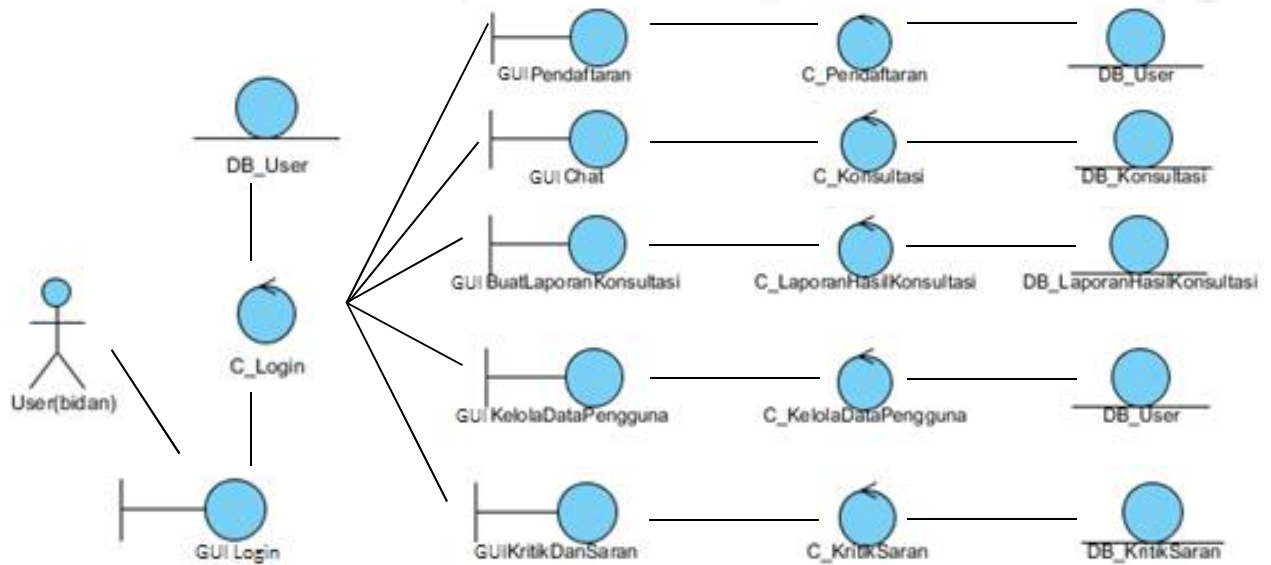 GUI Pendaftaran
C_Pendaftaran
DB_User
DB_User
GUI Chat
C_Konsultasi
DB_Konsultasi
GUI BuatLaporanKonsultasi
C_LaporanHasilKonsultasi
DB_LaporanHasilKonsultasi
C_Login
User(bidan)
GUI KelolaDataPengguna
C_KelolaDataPengguna
DB_User
GUI Login
GUIKritikDanSaran
C_KritikSaran
DB_KritikSaran